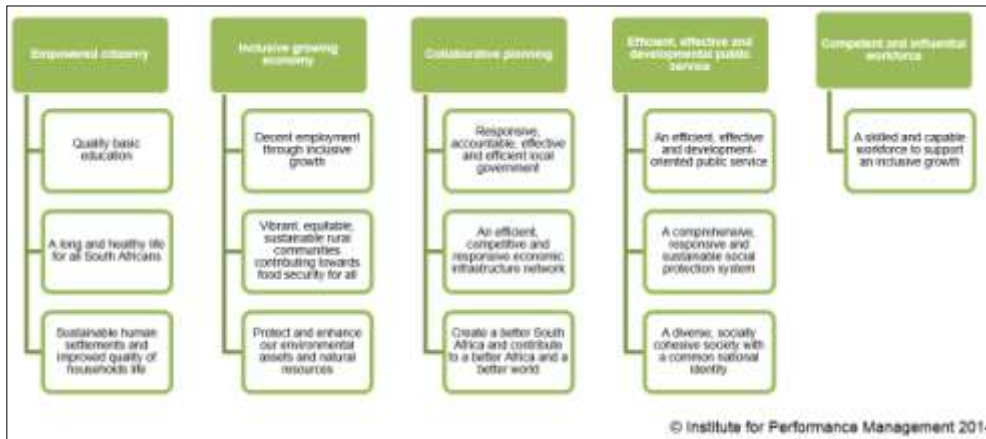 Empowered citizenry
Quality basic
education
A long and healthy life
for all South Africans
Sustainable human
settlements and
improved quality of
households life
Inclusive growing
economy
Decent employment
through inclusive
growth
Vibrant, equitable,
sustainable rural
communities
contributing towards
food security for all
Protect and enhance
our environmental
assets and natural
resources
Collaborative planning
Responsive,
accountable, effective
and efficient local
government
An efficient,
competitive and
responsive economic
infrastructure network
Create a better South
Africa and contribute
to a better Africa and a
better world
Efficient, effective and
developmental public
service
An efficient, effective
and development-
oriented public service
A comprehensive,
responsive and
sustainable social
protection system
A diverse, socially
cohesive society with
a common national
identity
Competent and influential
workforce
A skilled and capable
workforce to support
an inclusive growth
© Institute for Performance Management 2014